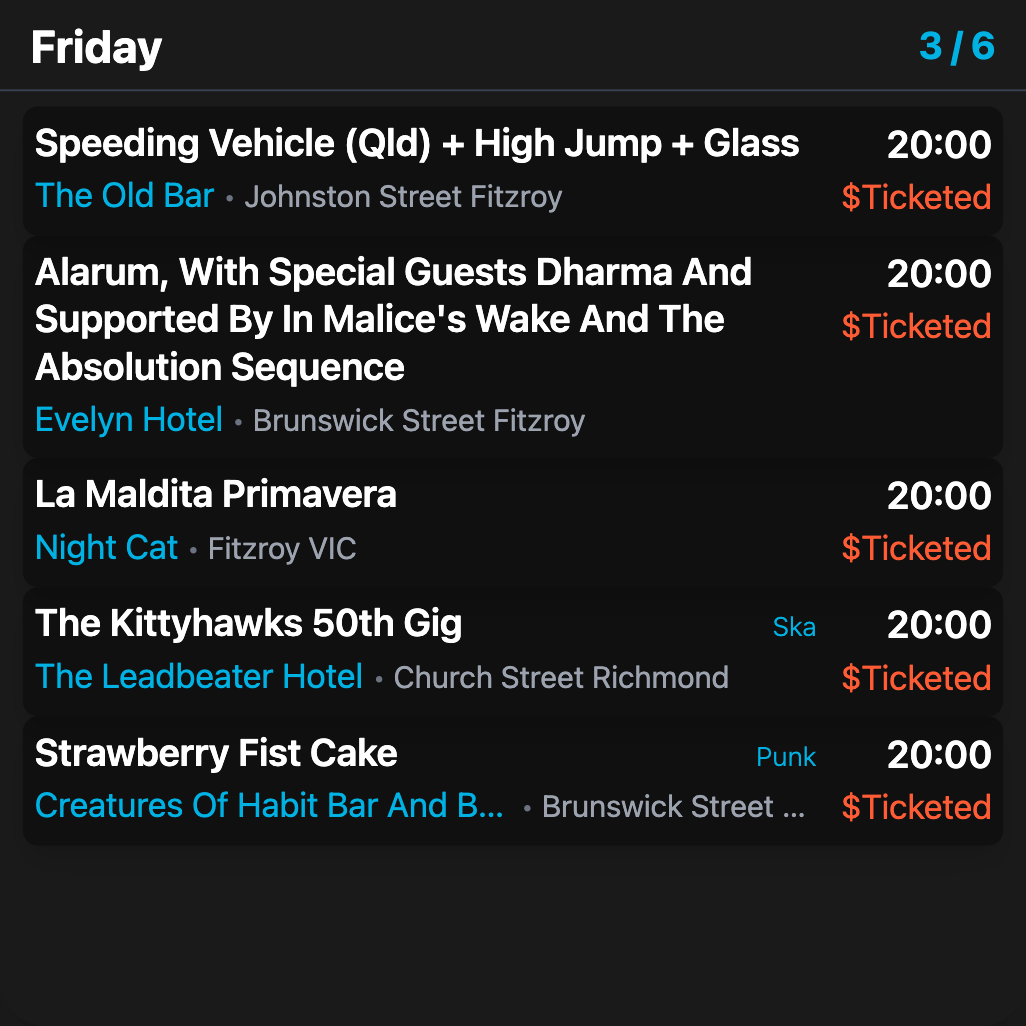 Friday 3 / 6
Speeding Vehicle (Qld) + High Jump + Glass 20:00
The Old Bar • Johnston Street Fitzroy $Ticketed
Alarum, With Special Guests Dharma And 20:00
Supported By In Malice's Wake And The $Ticketed
Absolution Sequence
Evelyn Hotel • Brunswick Street Fitzroy
La Maldita Primavera 20:00
Night Cat • Fitzroy VIC $Ticketed
The Kittyhawks 50th Gig Ska 20:00
The Leadbeater Hotel • Church Street Richmond $Ticketed
Strawberry Fist Cake Punk 20:00
Creatures Of Habit Bar And B... • Brunswick Street ... $Ticketed